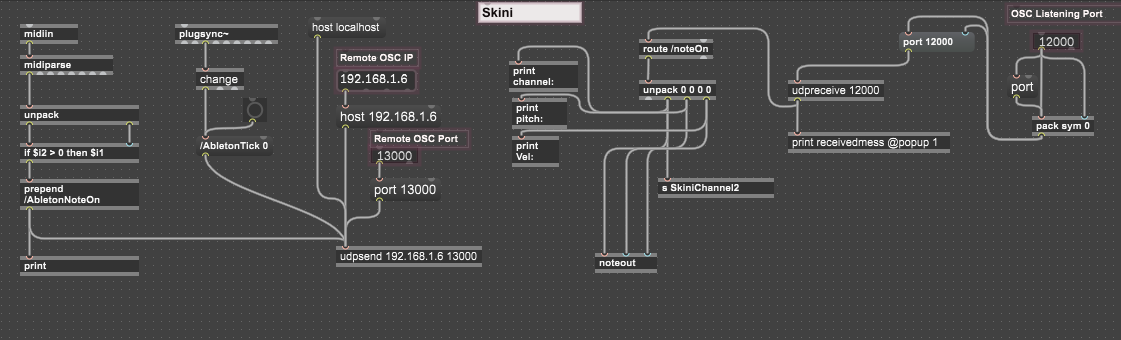 Skini
OSC Listening Port
midiin
plugsync~
host localhost
12000
port 12000
route /noteOn
midiparse
change
Remote OSC IP
192.168.1.6
print
channel:
port
unpack 0 0 0 0
udpreceive 12000
unpack
host 192.168.1.6
print
pitch:
pack sym 0
if $i2 > 0 then $i1
/AbletonTick 0
Remote OSC Port
13000
print
Vel:
print receivedmess @popup 1
prepend
/AbletonNoteOn
port 13000
s SkiniChannel2
print
udpsend 192.168.1.6 13000
noteout